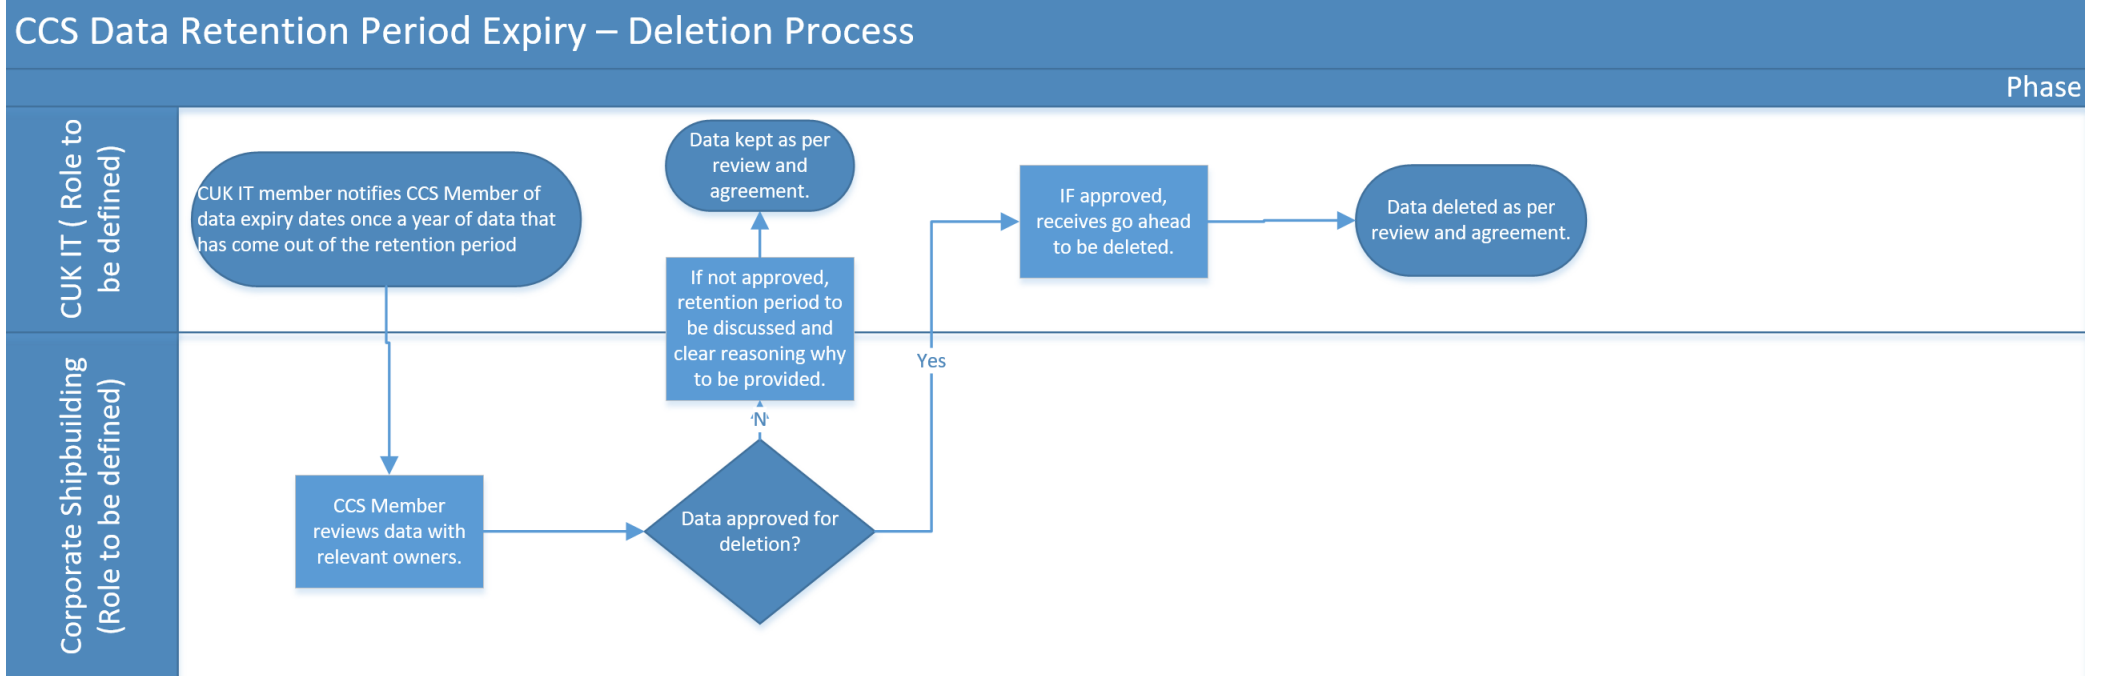 CCS Data Retention Period Expiry – Deletion Process
Phase
CUK IT ( Role to
be defined)
CUK IT member notifies CCS Member of
data expiry dates once a year of data that
has come out of the retention period
Data kept as per
review and
agreement.
If not approved,
retention period to
be discussed and
clear reasoning why
to be provided.
IF approved,
receives go ahead
to be deleted.
Data deleted as per
review and agreement.
Yes
N
Corporate Shipbuilding
(Role to be defined)
CCS Member
reviews data with
relevant owners.
Data approved for
deletion?